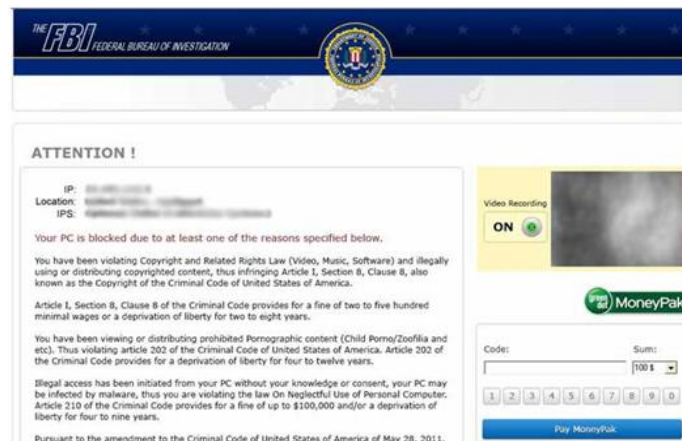 THE FBI FEDERAL BUREAU OF INVESTIGATION
ATTENTION !
IP:
Location:
IPS:
Your PC is blocked due to at least one of the reasons specified below.
You have been violating Copyright and Related Rights Law (Video, Music, Software) and illegally
using or distributing copyrighted content, thus infringing Article I, Section 8, Clause 8, also
known as the Copyright of the Criminal Code of United States of America.
Article I, Section 8, Clause 8 of the Criminal Code provides for a fine of two to five hundred
minimal wages or a deprivation of liberty for two to eight years.
You have been viewing or distributing prohibited Pornographic content (Child Porno/Zoofilia and
etc). Thus violating article 202 of the Criminal Code of United States of America. Article 202 of
the Criminal Code provides for a deprivation of liberty for four to twelve years.
Illegal access has been initiated from your PC without your knowledge or consent, your PC may
be infected by malware, thus you are violating the law On Neglectful Use of Personal Computer.
Article 210 of the Criminal Code provides for a fine of up to $100,000 and/or a deprivation of
liberty for four to nine years.
Pursuant to the amendment to the Criminal Code of United States of America of May 28, 2011,
Video Recording
ON
green dot MoneyPak
Code: Sum:
100 $
1 2 3 4 5 6 7 8 9 0
Pay MoneyPak